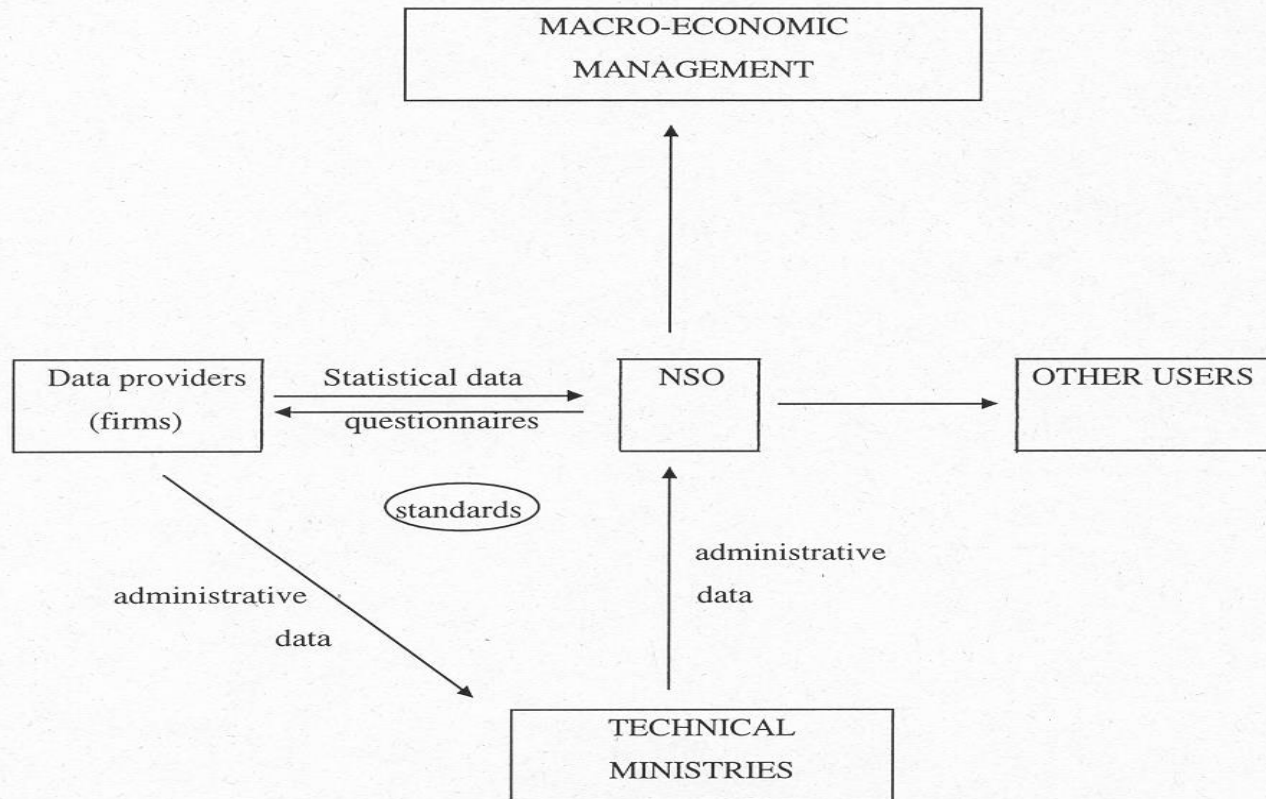 MACRO-ECONOMIC
MANAGEMENT
Data providers
(firms)
Statistical data
questionnaires
NSO
OTHER USERS
standards
administrative
data
administrative
data
TECHNICAL
MINISTRIES